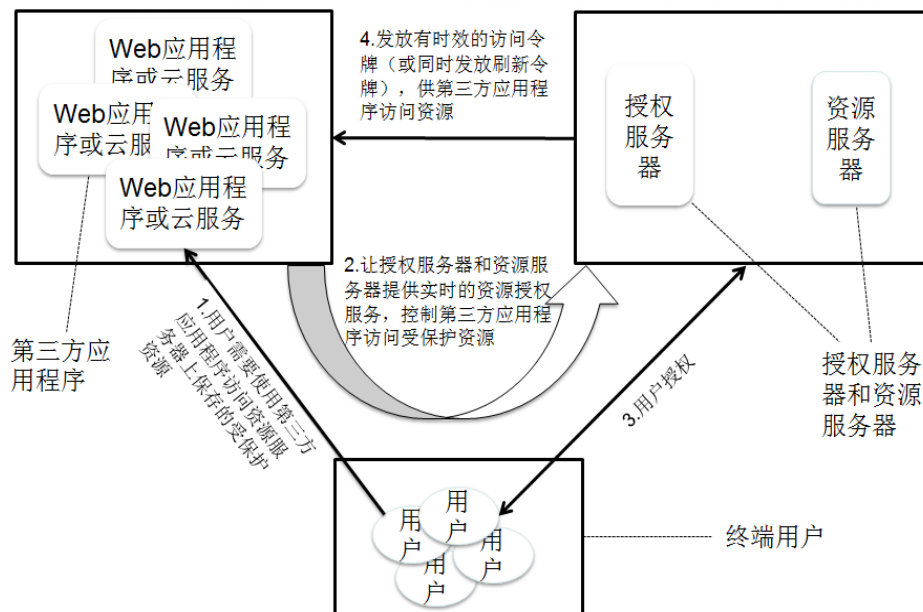 Web应用程
序或云服务
Web应用程
序或云服务
Web应用程
序或云服务
Web应用程
序或云服务
4.发放有时效的访问令
牌（或同时发放刷新令
牌），供第三方应用程
序访问资源
授权
服务
器
资源
服务
器
2.让授权服务器和资源服
务器提供实时的资源授权
服务，控制第三方应用程
序访问受保护资源
1.用户需要使用第三方
应用程序访问资源服
务器上保存的受保护
资源
3.用户授权
第三方应
用程序
授权服务
器和资源
服务器
用
户
用户
用
户
用
户
终端用户